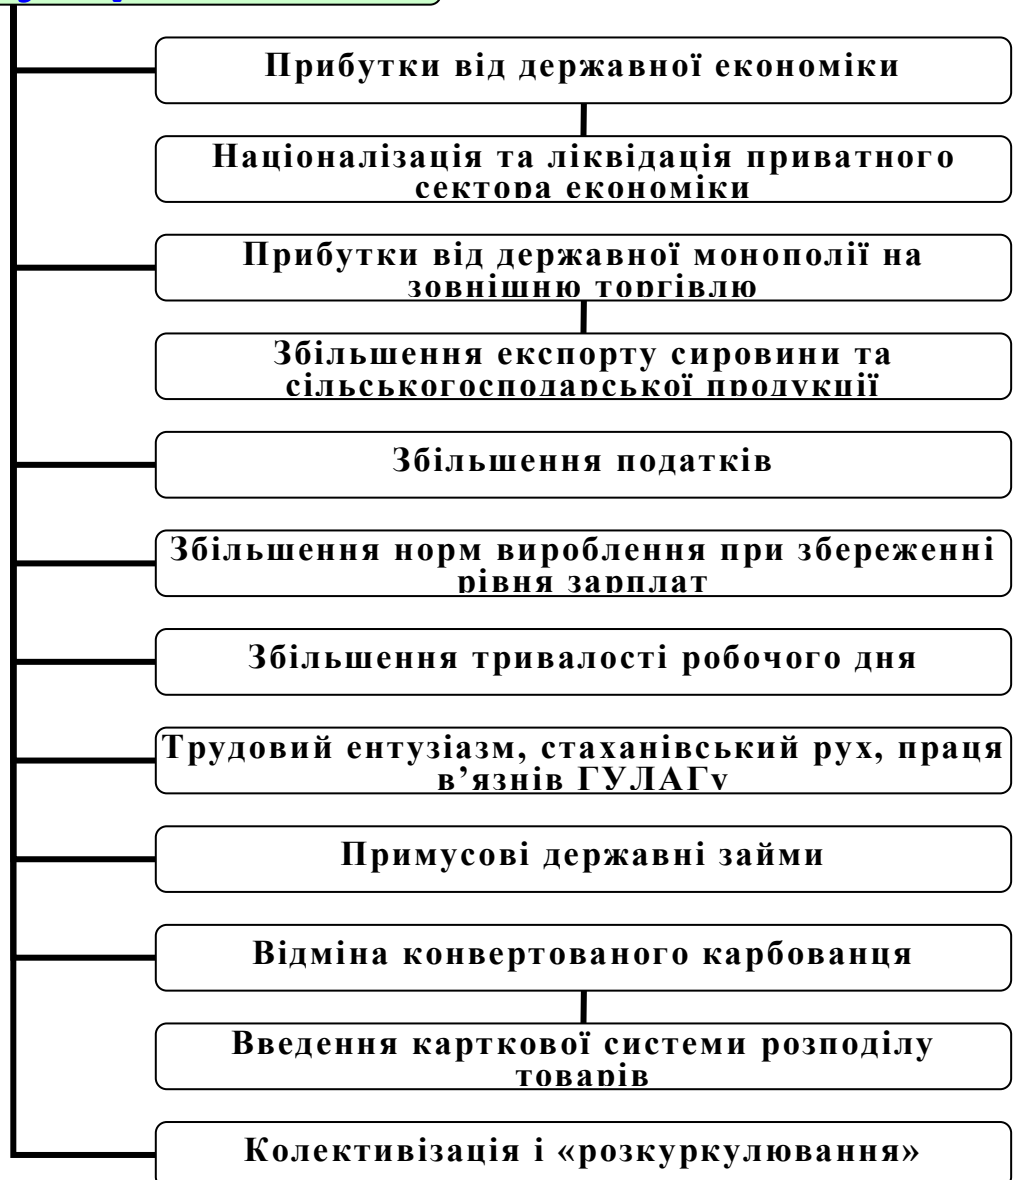 Прибутки від державної економіки
Націоналізація та ліквідація приватного
сектора економіки
Прибутки від державної монополії на
зовнішню торгівлю
Збільшення експорту сировини та
сільськогосподарської продукції
Збільшення податків
Збільшення норм вироблення при збереженні
рівня зарплат
Збільшення тривалості робочого дня
Трудовий ентузіазм, стаханівський рух, праця
в’язнів ГУЛАГу
Примусові державні займи
Відміна конвертованого карбованця
Введення карткової системи розподілу
товарів
Колективізація і «розкуркулювання»